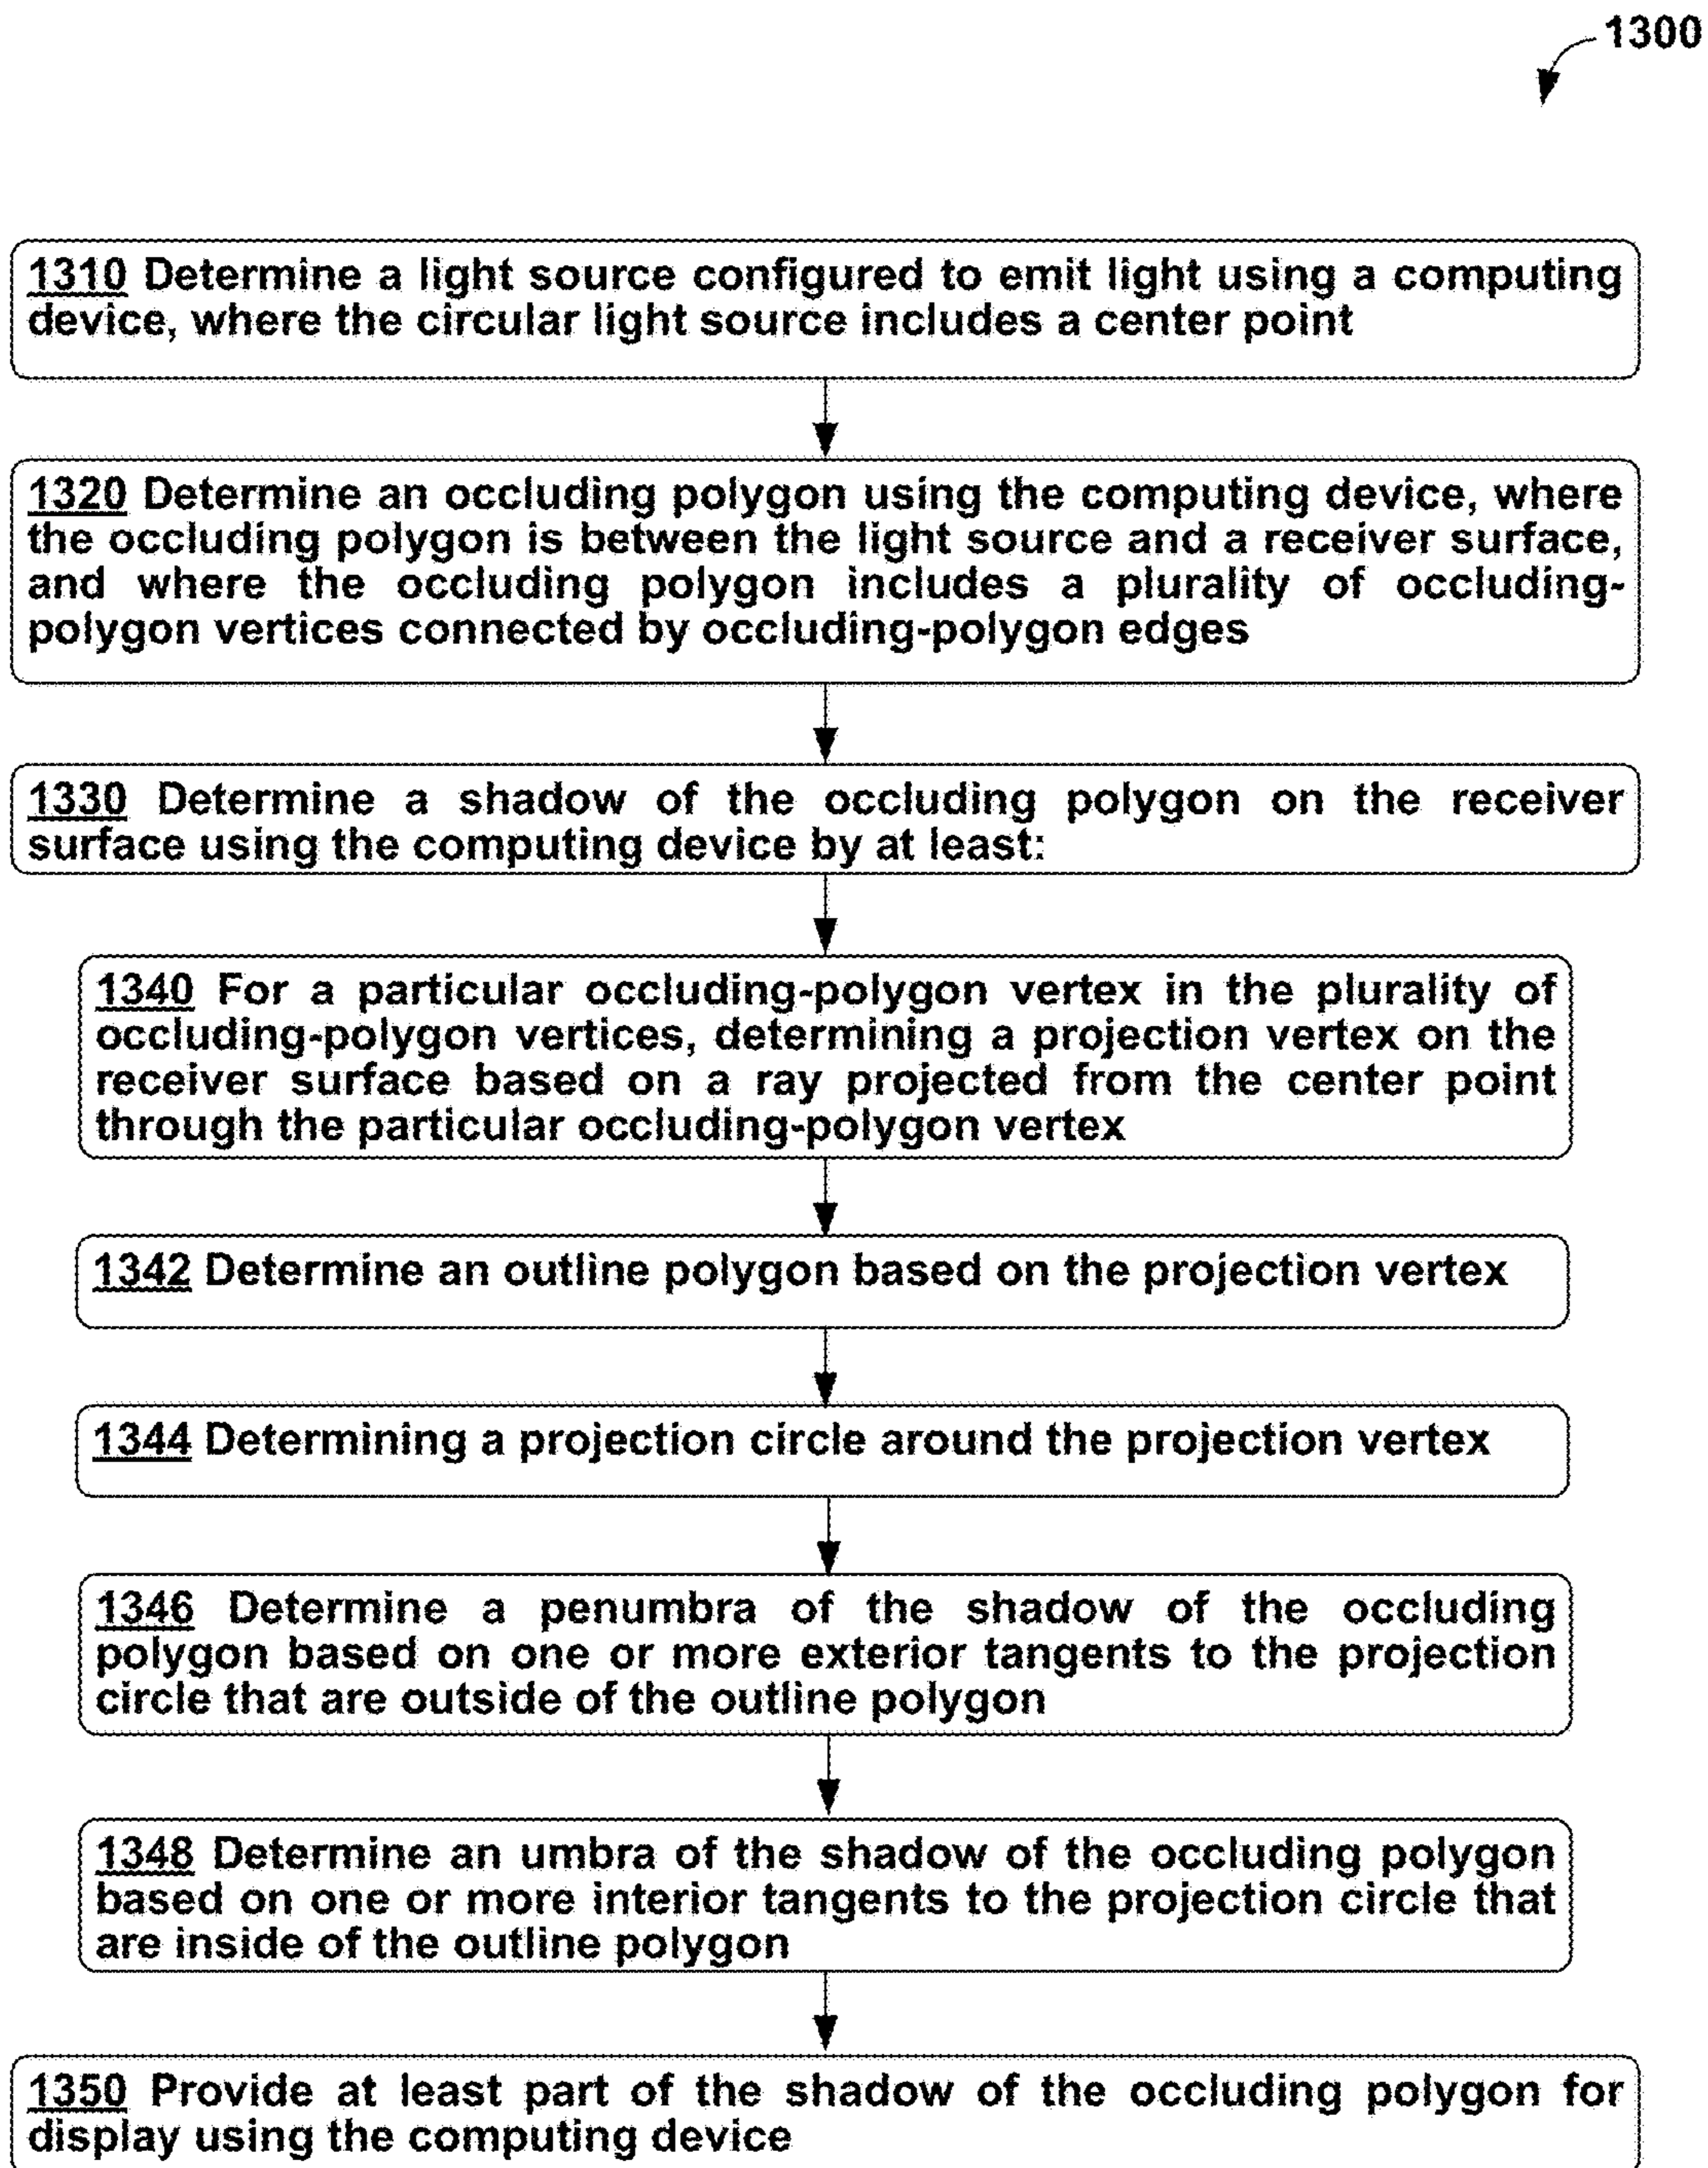 1300
1310 Determine a light source configured to emit light using a computing
device, where the circular light source includes a center point
1320 Determine an occluding polygon using the computing device, where
the occluding polygon is between the light source and a receiver surface,
and where the occluding polygon includes a plurality of occluding-
polygon vertices connected by occluding-polygon edges
1330 Determine a shadow of the occluding polygon on the receiver
surface using the computing device by at least:
1340 For a particular occluding-polygon vertex in the plurality of
occluding-polygon vertices, determining a projection vertex on the
receiver surface based on a ray projected from the center point
through the particular occluding-polygon vertex
1342 Determine an outline polygon based on the projection vertex
1344 Determining a projection circle around the projection vertex
1346 Determine a penumbra of the shadow of the occluding
polygon based on one or more exterior tangents to the projection
circle that are outside of the outline polygon
1348 Determine an umbra of the shadow of the occluding polygon
based on one or more interior tangents to the projection circle that
are inside of the outline polygon
1350 Provide at least part of the shadow of the occluding polygon for
display using the computing device